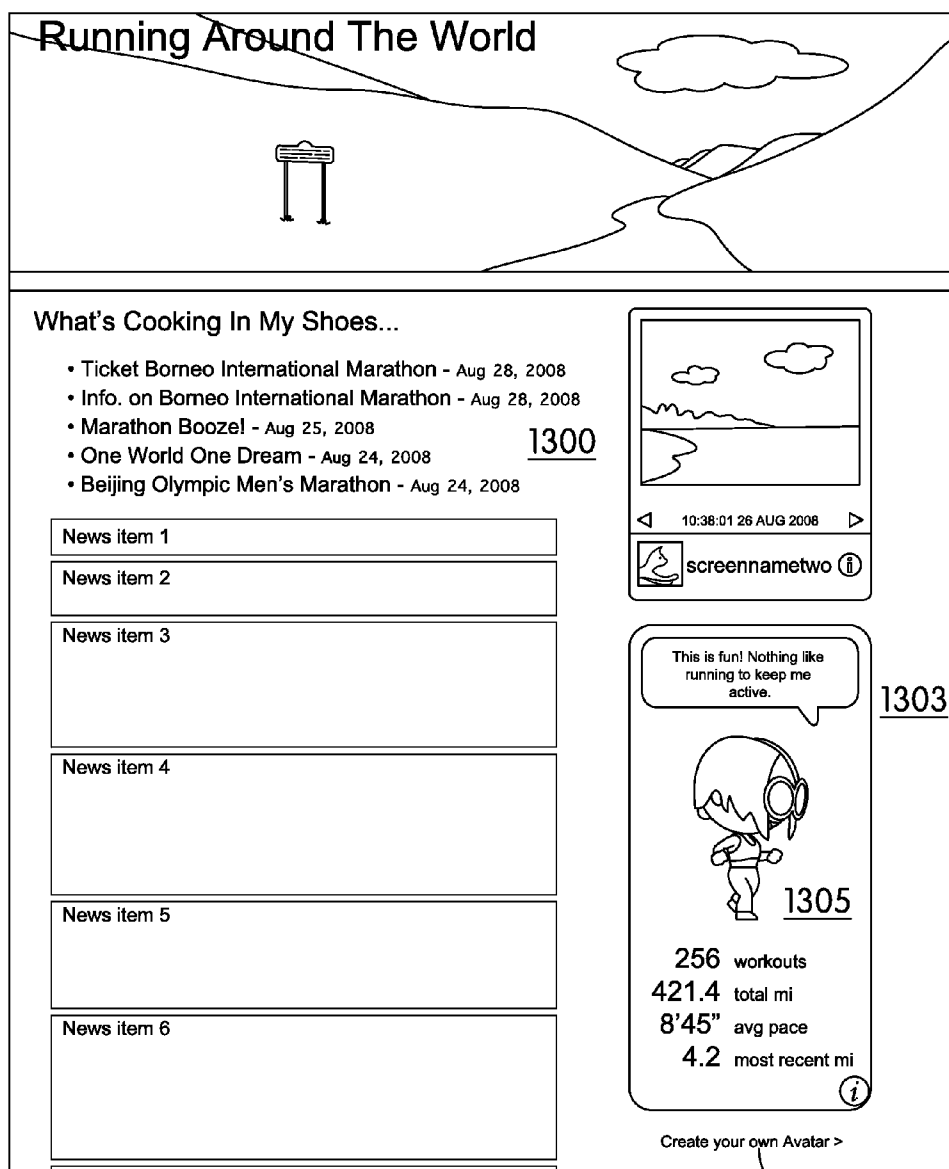 Running Around The World
What's Cooking In My Shoes...
• Ticket Borneo International Marathon - Aug 28, 2008
• Info. on Borneo International Marathon - Aug 28, 2008
• Marathon Booze! - Aug 25, 2008
• One World One Dream - Aug 24, 2008
• Beijing Olympic Men's Marathon - Aug 24, 2008
1300
News item 1
News item 2
News item 3
News item 4
News item 5
News item 6
10:38:01 26 AUG 2008
screennametwo i
This is fun! Nothing like
running to keep me
active.
1303
1305
256 workouts
421.4 total mi
8'45" avg pace
4.2 most recent mi
i
Create your own Avatar >